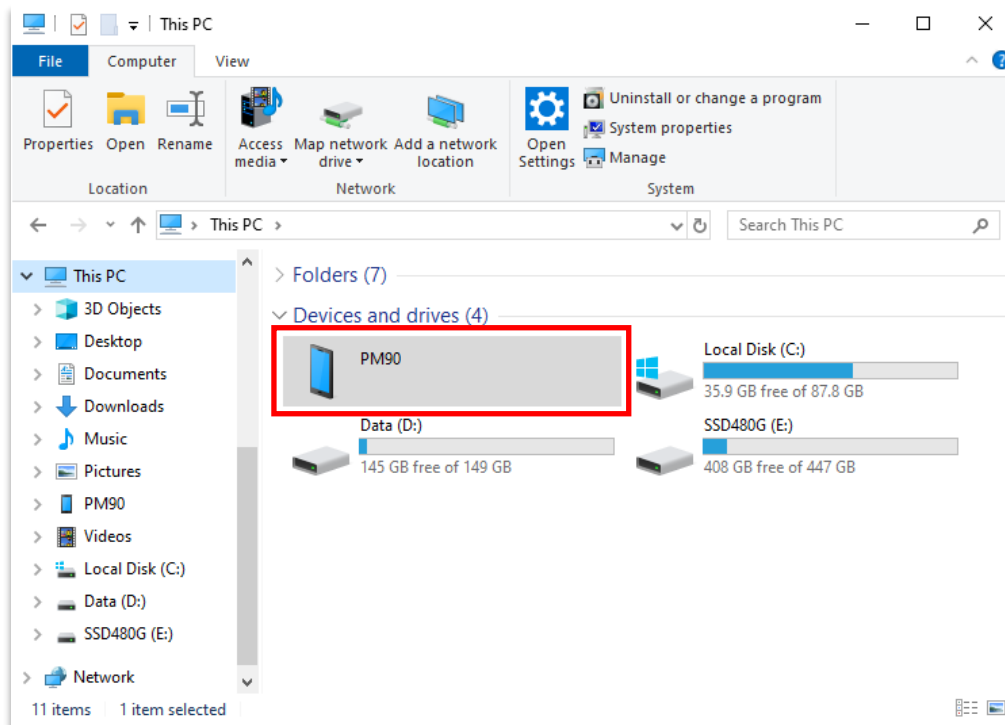 This PC
File Computer View
Properties Open Rename Access media Map network drive Add a network location Open Settings Uninstall or change a program
System properties
Manage
Location Network System
This PC Search This PC
This PC
3D Objects
Desktop
Documents
Downloads
Music
Pictures
PM90
Videos
Local Disk (C:)
Data (D:)
SSD480G (E:)
Network
Folders (7)
Devices and drives (4)
PM90
Local Disk (C:)
35.9 GB free of 87.8 GB
Data (D:)
145 GB free of 149 GB
SSD480G (E:)
408 GB free of 447 GB
11 items 1 item selected